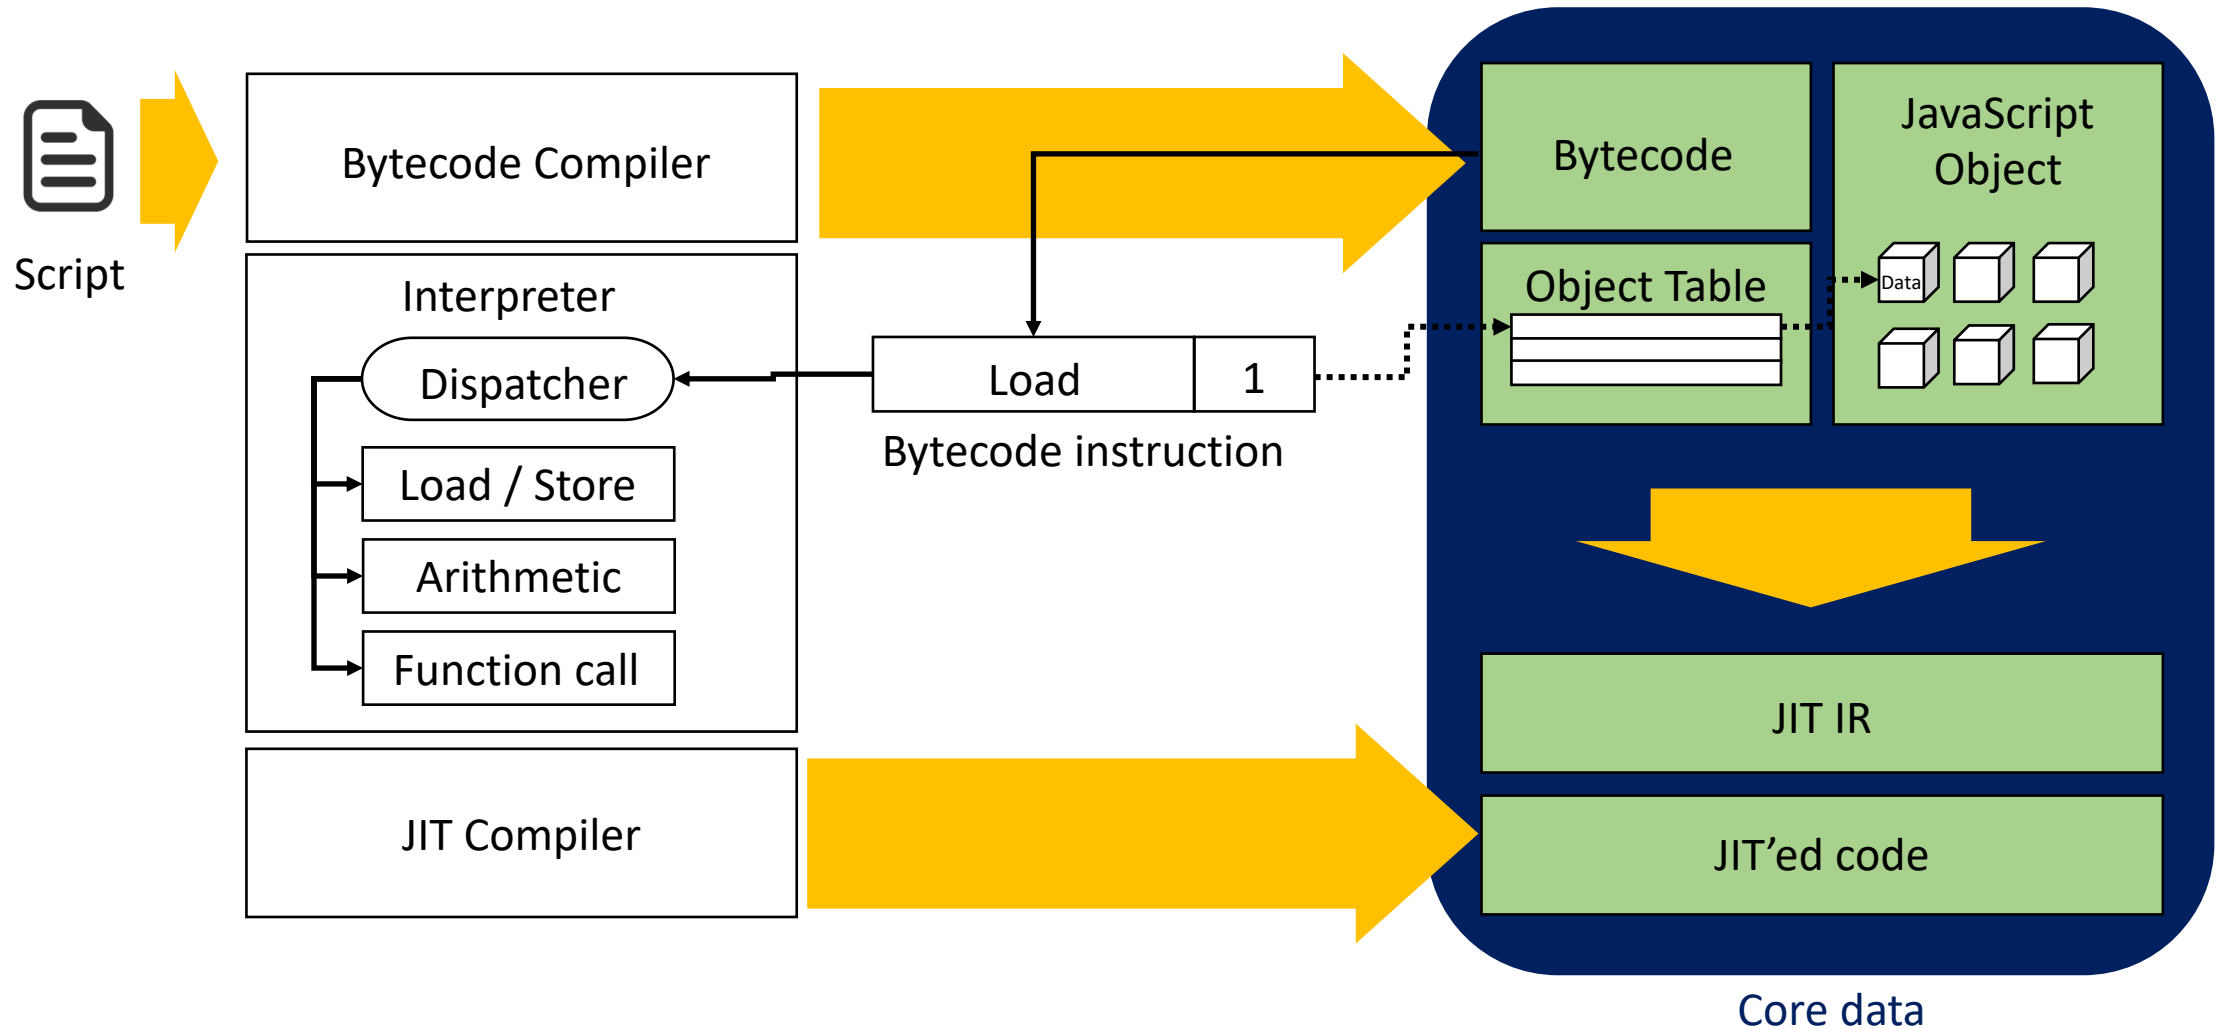 Script
Bytecode Compiler
Interpreter
Dispatcher
Load / Store
Arithmetic
Function call
JIT Compiler
Load
1
Bytecode instruction
Bytecode
JavaScript
Object
Object Table
Data
JIT IR
JIT’ed code
Core data